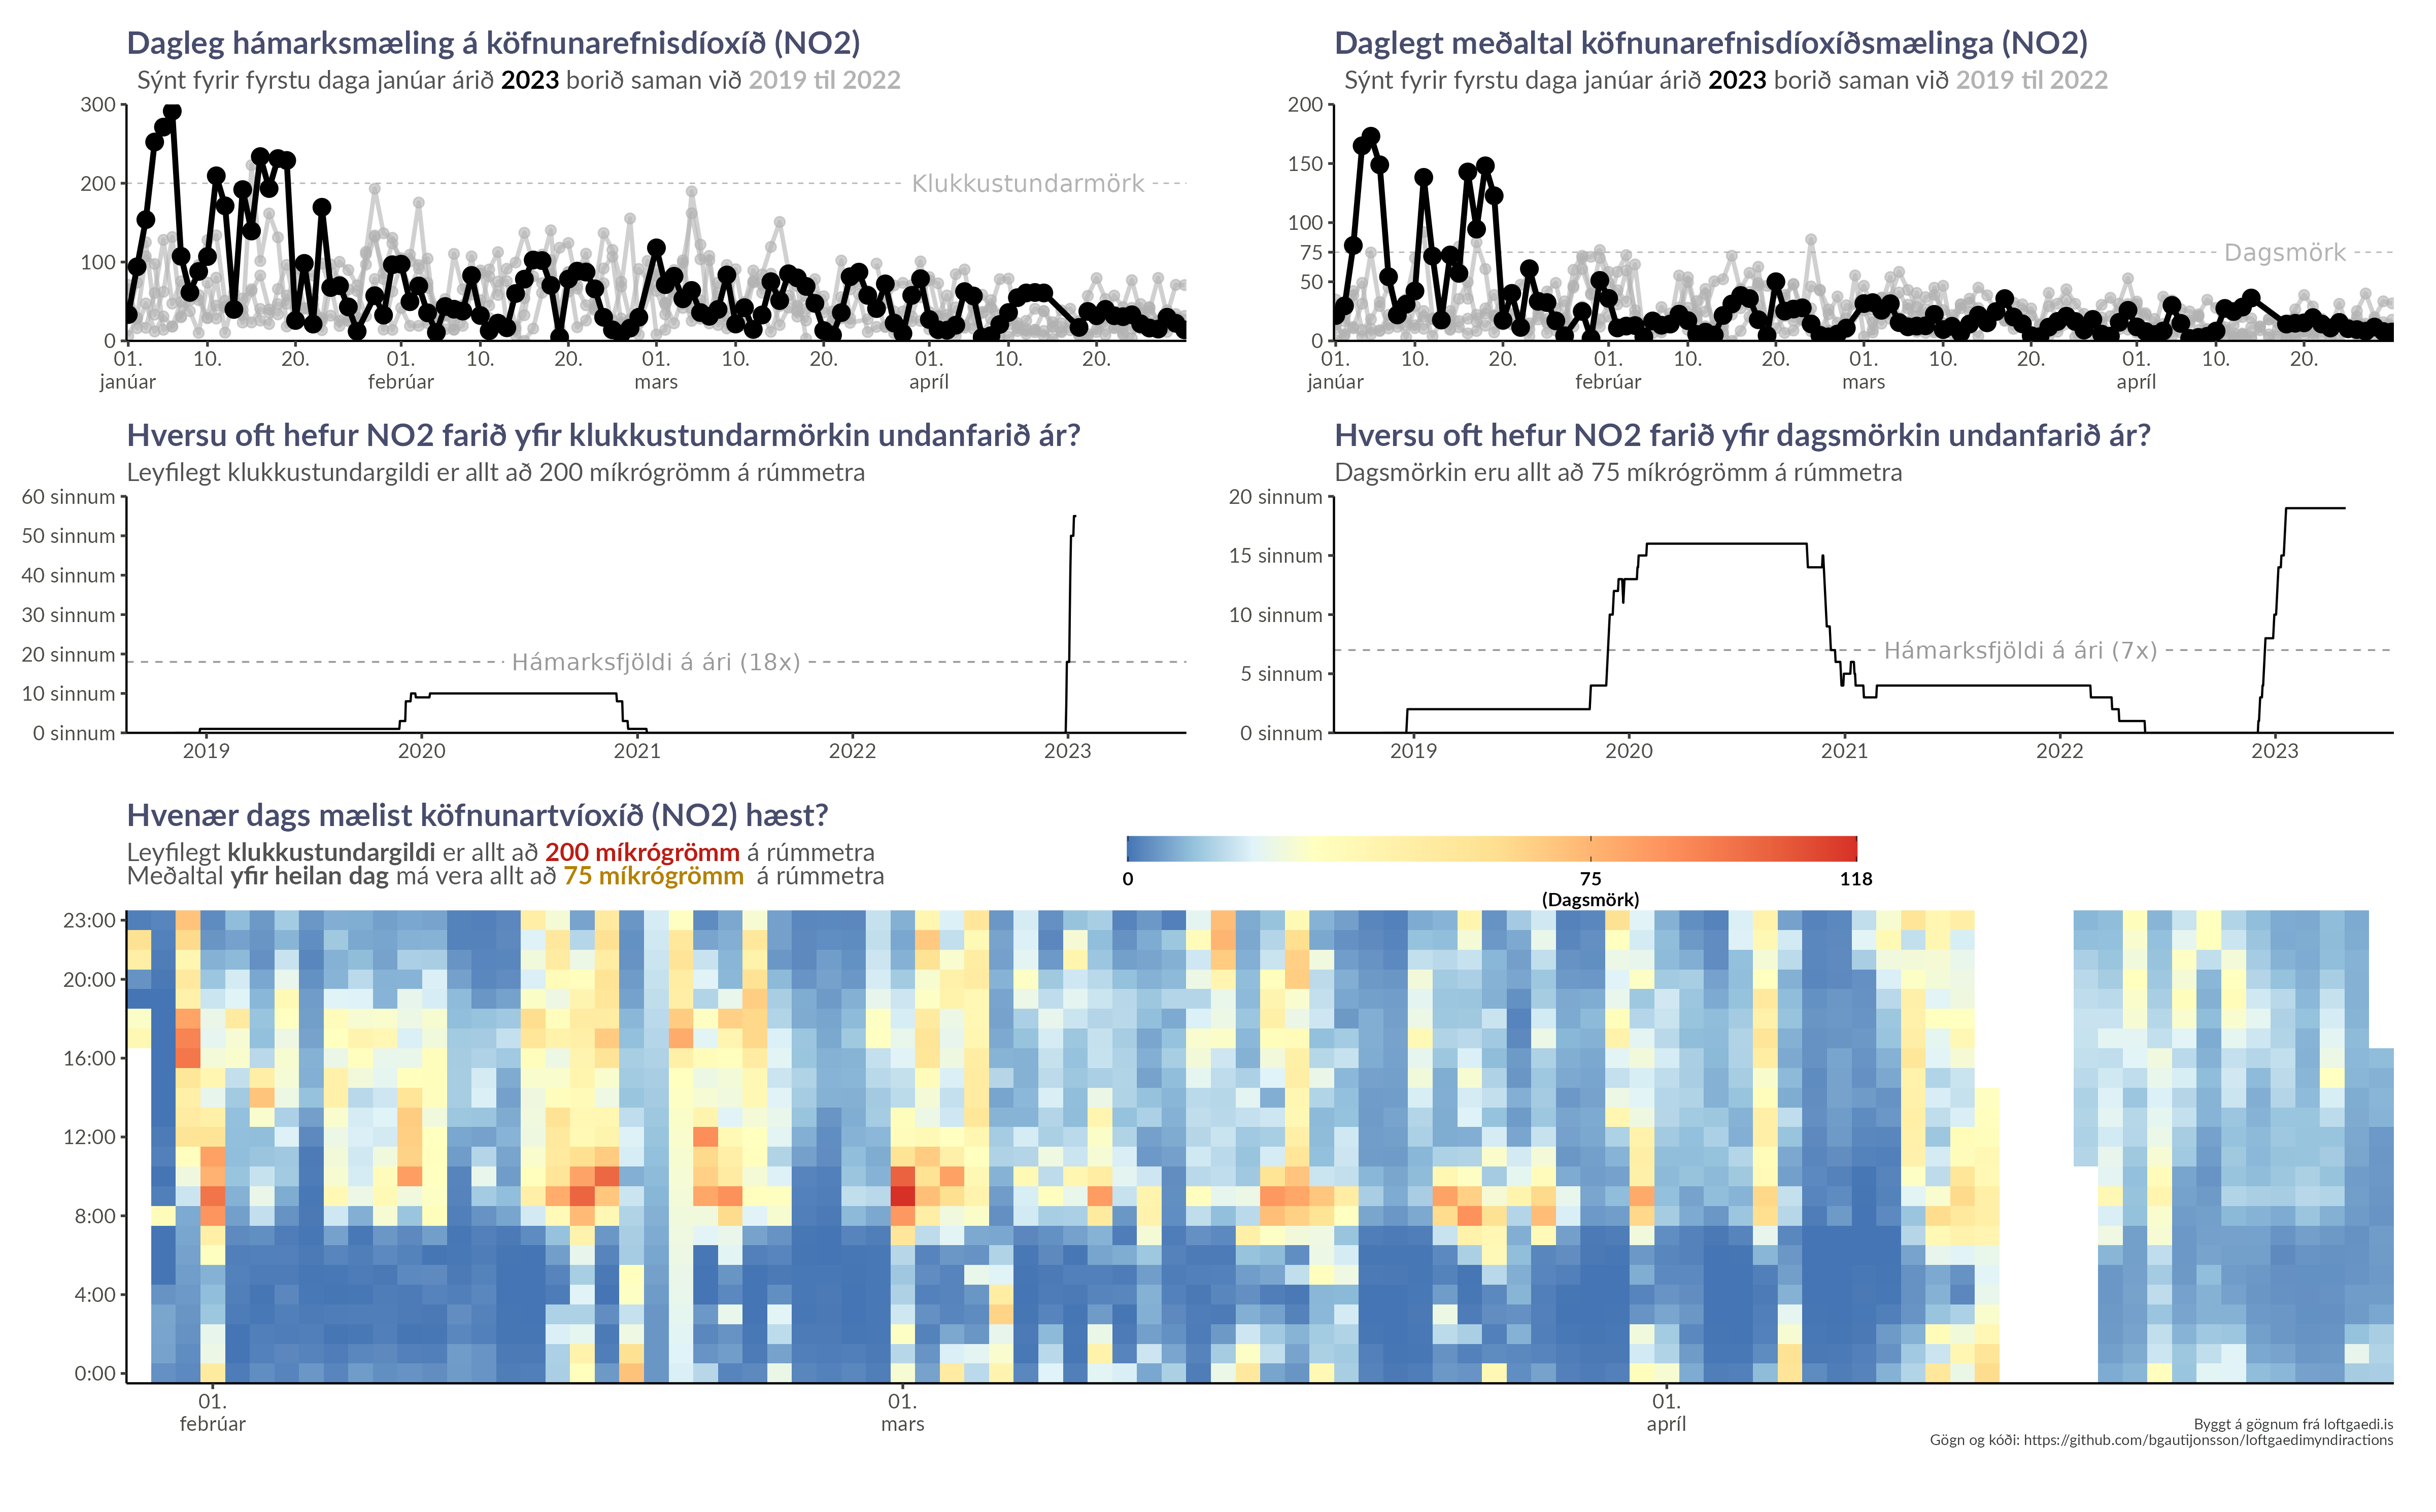 Dagleg hámarksmæling á köfnunarefnisdíoxíð (NO2)
Sýnt fyrir fyrstu daga janúar árið 2023 borið saman við 2019 til 2022
300
200
100
0
Klukkustundarmörk
01. 10. 20. 01. 10. 20. 01. 10. 20. 01. 10. 20.
janúar febrúar mars apríl
Daglegt meðaltal köfnunarefnisdíoxíðsmælinga (NO2)
Sýnt fyrir fyrstu daga janúar árið 2023 borið saman við 2019 til 2022
200
150
100
75
50
0
Dagsmörk
01. 10. 20. 01. 10. 20. 01. 10. 20. 01. 10. 20.
janúar febrúar mars apríl
Hversu oft hefur NO2 farið yfir klukkustundarmörkin undanfarið ár?
Leyfilegt klukkustundargildi er allt að 200 míkrógrömm á rúmmetra
60 sinnum
50 sinnum
40 sinnum
30 sinnum
20 sinnum
10 sinnum
0 sinnum
Hámarksfjöldi á ári (18x)
2019 2020 2021 2022 2023
Hversu oft hefur NO2 farið yfir dagsmörkin undanfarið ár?
Dagsmörkin eru allt að 75 míkrógrömm á rúmmetra
20 sinnum
15 sinnum
10 sinnum
5 sinnum
0 sinnum
Hámarksfjöldi á ári (7x)
2019 2020 2021 2022 2023
Hvenær dags mælist köfnunartvíoxíð (NO2) hæst?
Leyfilegt klukkustundargildi er allt að 200 míkrógrömm á rúmmetra
Meðaltal yfir heilan dag má vera allt að 75 míkrógrömm á rúmmetra
0 75 118
(Dagsmörk)
23:00
20:00
16:00
12:00
8:00
4:00
0:00
01. 01. 01.
febrúar mars apríl
Byggt á gögnum frá loftgaedi.is
Gögn og kóði: https://github.com/bgautijonsson/loftgaedimyndiractions